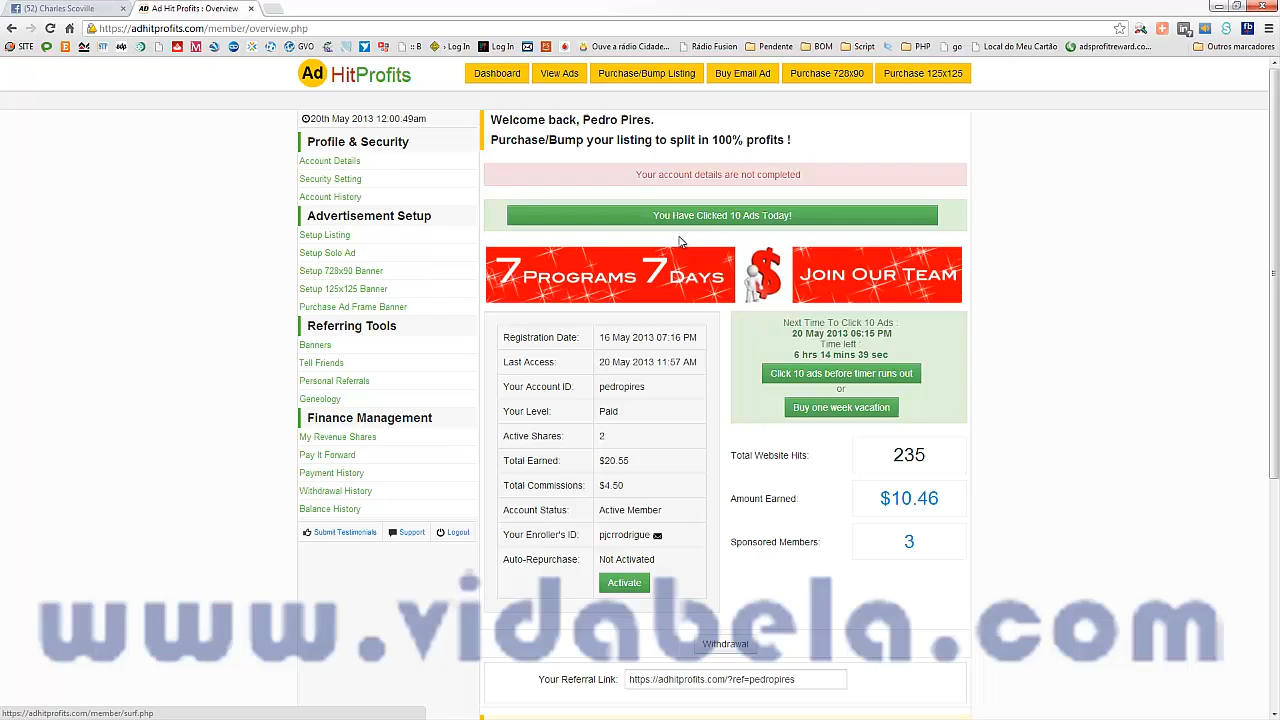 (52) Charles Scoville
Ad Hit Profits : Overview
https://adhitprofits.com/member/overview.php
SITE
GVO
:: 8
Log In
Log In
Ouve a rádio Cidade...
Rádio Fusion
Pendente
BOM
Script
PHP
go
Local do Meu Cartão
adsprofitreward.co...
Outros marcadores
Ad HitProfits
Dashboard
View Ads
Purchase/Bump Listing
Buy Email Ad
Purchase 728x90
Purchase 125x125
20th May 2013 12:00:49am
Profile & Security
Account Details
Security Setting
Account History
Advertisement Setup
Setup Listing
Setup Solo Ad
Setup 728x90 Banner
Setup 125x125 Banner
Purchase Ad Frame Banner
Referring Tools
Banners
Tell Friends
Personal Referrals
Geneology
Finance Management
My Revenue Shares
Pay It Forward
Payment History
Withdrawal History
Balance History
Submit Testimonials
Support
Logout
Welcome back, Pedro Pires.
Purchase/Bump your listing to split in 100% profits !
Your account details are not completed
You Have Clicked 10 Ads Today!
7 Programs 7 Days
Join Our Team
Registration Date: 16 May 2013 07:16 PM
Last Access: 20 May 2013 11:57 AM
Your Account ID: pedropires
Your Level: Paid
Active Shares: 2
Total Earned: $20.55
Total Commissions: $4.50
Account Status: Active Member
Your Enroller's ID: pjcrrodrigue
Auto-Repurchase: Not Activated
Activate
Next Time To Click 10 Ads :
20 May 2013 06:15 PM
Time left :
6 hrs 14 mins 39 sec
Click 10 ads before timer runs out
or
Buy one week vacation
Total Website Hits: 235
Amount Earned: $10.46
Sponsored Members: 3
www.vidabela.com
Withdrawal
Your Referral Link: https://adhitprofits.com/?ref=pedropires
https://adhitprofits.com/member/surf.php